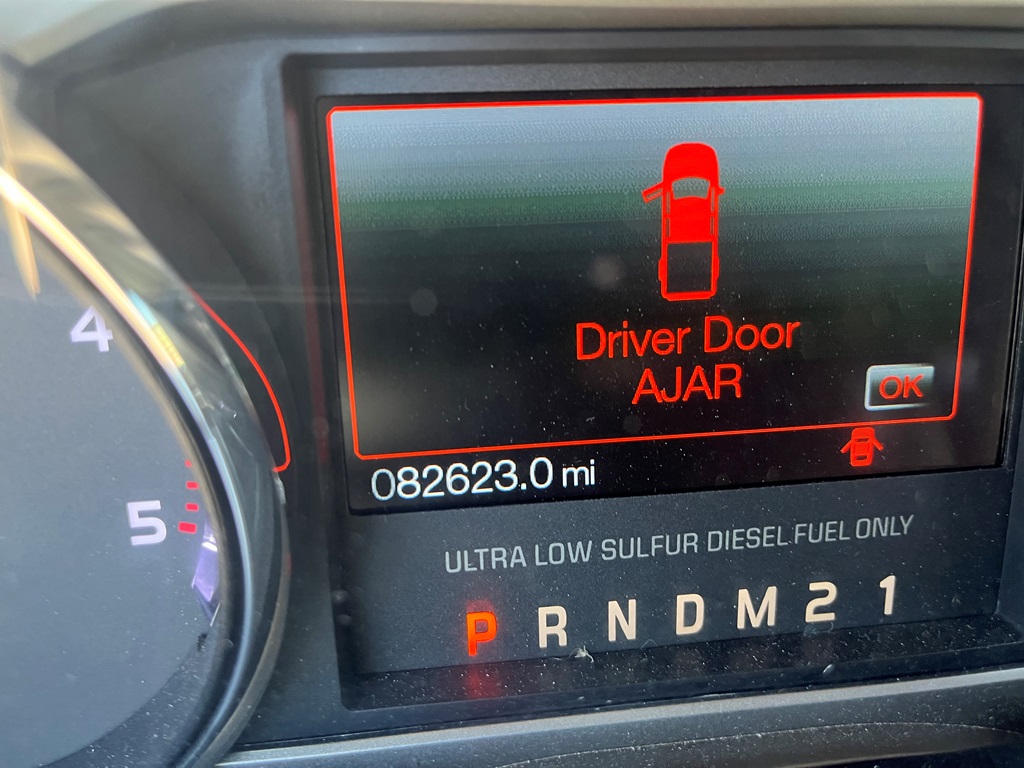 4
5
Driver Door
AJAR
OK
082623.0 mi
ULTRA LOW SULFUR DIESEL FUEL ONLY
P R N D M 2 1